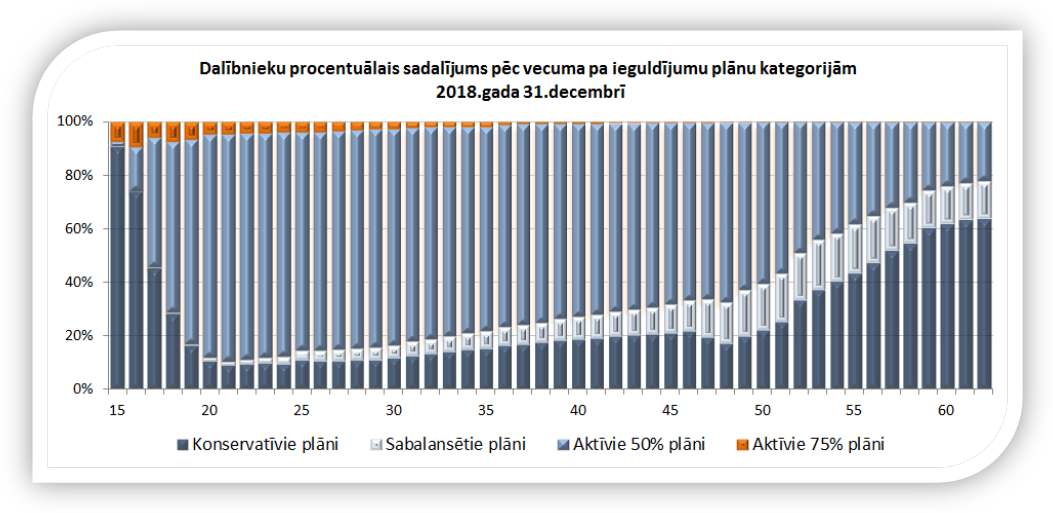 Dalībnieku procentuālais sadalījums pēc vecuma pa ieguldījumu plānu kategorijām
2018.gada 31.decembrī
100%
80%
60%
40%
20%
0%
15 20 25 30 35 40 45 50 55 60
Konservatīvie plāni Sabalansētie plāni Aktīvie 50% plāni Aktīvie 75% plāni